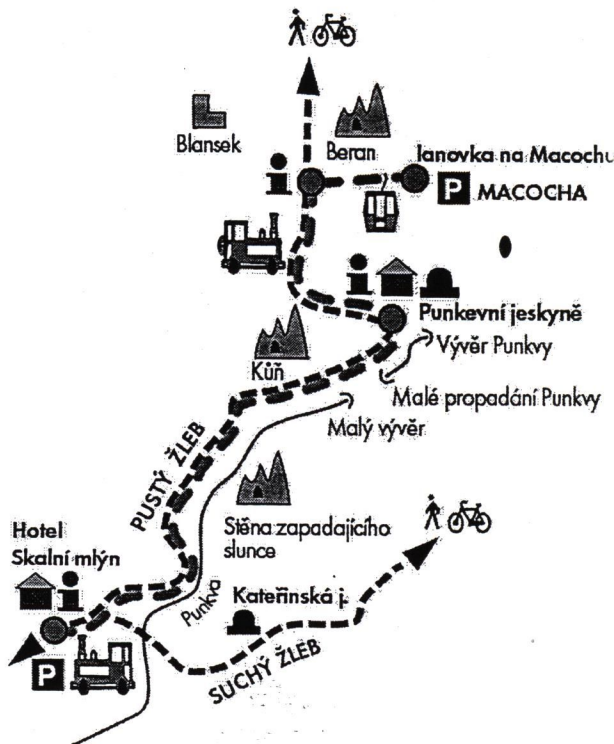 Blansek
Beran
lanovka na Macochu
P MACOCHA
Punkevní jeskyně
Vývěr Punkvy
Kůň
Malé propadání Punkvy
Malý vývěr
PUSTÝ ŽLEB
Stěna zapadajícího
slunce
Hotel
Skalní mlýn
Punkva
Kateřinská j.
P
SUCHÝ ŽLEB